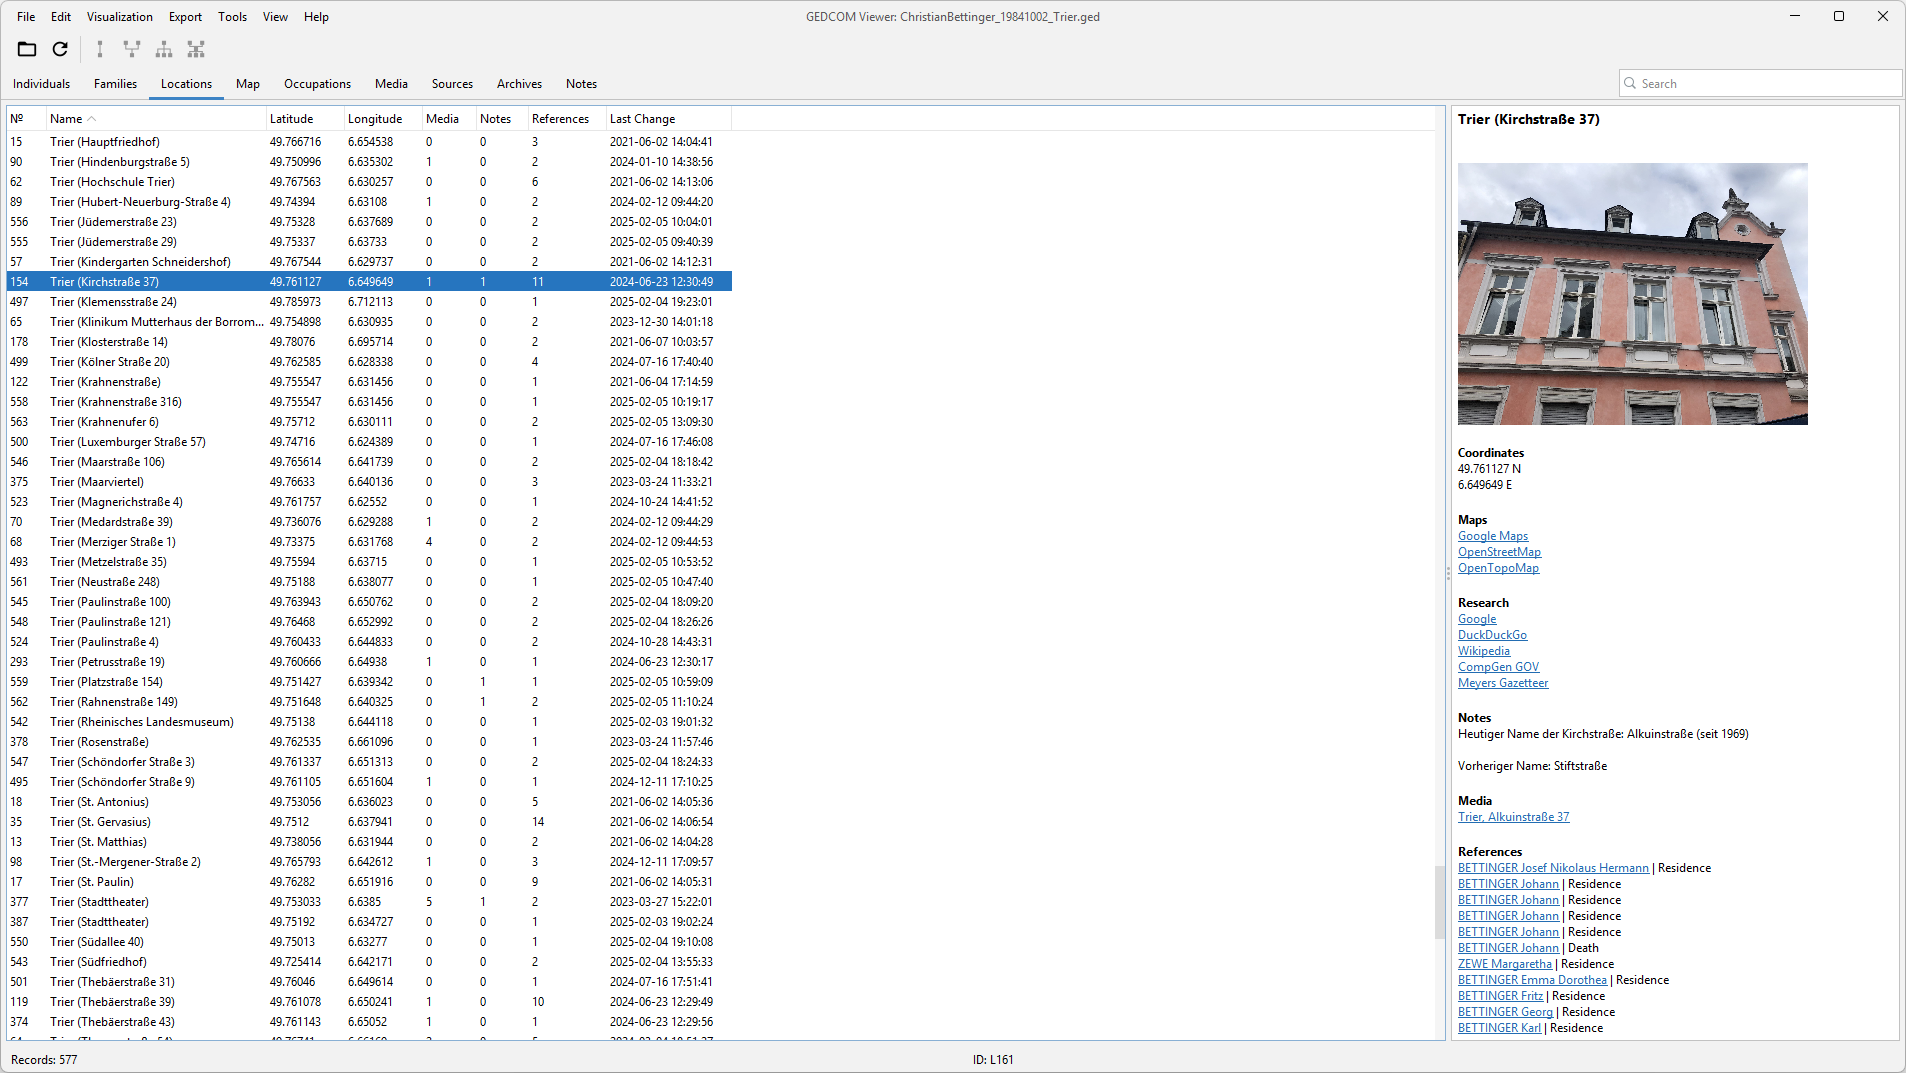 File Edit Visualization Export Tools View Help
GEDCOM Viewer: ChristianBettinger_19841002_Trier.ged
Individuals Families Locations Map Occupations Media Sources Archives Notes
Search
№ Name Latitude Longitude Media Notes References Last Change
15 Trier (Hauptfriedhof) 49.766716 6.654538 0 0 3 2021-06-02 14:04:41
90 Trier (Hindenburgstraße 5) 49.750996 6.635302 1 0 2 2024-01-10 14:38:56
62 Trier (Hochschule Trier) 49.767563 6.630257 0 0 6 2021-06-02 14:13:06
89 Trier (Hubert-Neuerburg-Straße 4) 49.74394 6.63108 1 0 2 2024-02-12 09:44:20
556 Trier (Jüdemerstraße 23) 49.75328 6.637689 0 0 2 2025-02-05 10:04:01
555 Trier (Jüdemerstraße 29) 49.75337 6.63733 0 0 2 2025-02-05 09:40:39
57 Trier (Kindergarten Schneidershof) 49.767544 6.629737 0 0 2 2021-06-02 14:12:31
154 Trier (Kirchstraße 37) 49.761127 6.649649 1 1 11 2024-06-23 12:30:49
497 Trier (Klemensstraße 24) 49.785973 6.712113 0 0 1 2025-02-04 19:23:01
65 Trier (Klinikum Mutterhaus der Borrom... 49.754898 6.630935 0 0 2 2023-12-30 14:01:18
178 Trier (Klosterstraße 14) 49.78076 6.695714 0 0 2 2021-06-07 10:03:57
499 Trier (Kölner Straße 20) 49.762585 6.628338 0 0 4 2024-07-16 17:40:40
122 Trier (Krahnenstraße) 49.755547 6.631456 0 0 1 2021-06-04 17:14:59
558 Trier (Krahnenstraße 316) 49.755547 6.631456 0 0 1 2025-02-05 10:19:17
563 Trier (Krahnenufer 6) 49.75712 6.630111 0 0 2 2025-02-05 13:09:30
500 Trier (Luxemburger Straße 57) 49.74716 6.624389 0 0 1 2024-07-16 17:46:08
546 Trier (Maarstraße 106) 49.765614 6.641739 0 0 2 2025-02-04 18:18:42
375 Trier (Maarviertel) 49.76633 6.640136 0 0 3 2023-03-24 11:33:21
523 Trier (Magnerichstraße 4) 49.761757 6.62552 0 0 1 2024-10-24 14:41:52
70 Trier (Medardstraße 39) 49.736076 6.629288 1 0 2 2024-02-12 09:44:29
68 Trier (Merziger Straße 1) 49.73375 6.631768 4 0 2 2024-02-12 09:44:53
493 Trier (Metzelstraße 35) 49.75594 6.63715 0 0 1 2025-02-05 10:53:52
561 Trier (Neustraße 248) 49.75188 6.638077 0 0 1 2025-02-05 10:47:40
545 Trier (Paulinstraße 100) 49.763943 6.650762 0 0 2 2025-02-04 18:09:20
548 Trier (Paulinstraße 121) 49.76468 6.652992 0 0 2 2025-02-04 18:26:26
524 Trier (Paulinstraße 4) 49.760433 6.644833 0 0 2 2024-10-28 14:43:31
293 Trier (Petrusstraße 19) 49.760666 6.64938 1 0 1 2024-06-23 12:30:17
559 Trier (Platzstraße 154) 49.751427 6.639342 0 1 1 2025-02-05 10:59:09
562 Trier (Rahnenstraße 149) 49.751648 6.640325 0 1 2 2025-02-05 11:10:24
542 Trier (Rheinisches Landesmuseum) 49.75138 6.644118 0 0 1 2025-02-03 19:01:32
378 Trier (Rosenstraße) 49.762535 6.661096 0 0 1 2023-03-24 11:57:46
547 Trier (Schöndorfer Straße 3) 49.761337 6.651313 0 0 2 2025-02-04 18:24:33
495 Trier (Schöndorfer Straße 9) 49.761105 6.651604 1 0 1 2024-12-11 17:10:25
18 Trier (St. Antonius) 49.753056 6.636023 0 0 5 2021-06-02 14:05:36
35 Trier (St. Gervasius) 49.7512 6.637941 0 0 14 2021-06-02 14:06:54
13 Trier (St. Matthias) 49.738056 6.631944 0 0 2 2021-06-02 14:04:28
98 Trier (St.-Mergener-Straße 2) 49.765793 6.642612 1 0 3 2024-12-11 17:09:57
17 Trier (St. Paulin) 49.76282 6.651916 0 0 9 2021-06-02 14:05:31
377 Trier (Stadttheater) 49.753033 6.6385 5 1 2 2023-03-27 15:22:01
387 Trier (Stadttheater) 49.75192 6.634727 0 0 1 2025-02-03 19:02:24
550 Trier (Südallee 40) 49.75013 6.63277 0 0 1 2025-02-04 19:10:08
543 Trier (Südfriedhof) 49.725414 6.642171 0 0 2 2025-02-04 13:55:33
501 Trier (Thebäerstraße 31) 49.76046 6.649614 0 0 1 2024-07-16 17:51:41
119 Trier (Thebäerstraße 39) 49.761078 6.650241 1 0 10 2024-06-23 12:29:49
374 Trier (Thebäerstraße 43) 49.761143 6.65052 1 0 1 2024-06-23 12:29:56
Trier (Kirchstraße 37)
Coordinates
49.761127 N
6.649649 E
Maps
Google Maps
OpenStreetMap
OpenTopoMap
Research
Google
DuckDuckGo
Wikipedia
CompGen GOV
Meyers Gazetteer
Notes
Heutiger Name der Kirchstraße: Alkuinstraße (seit 1969)
Vorheriger Name: Stiftstraße
Media
Trier, Alkuinstraße 37
References
BETTINGER Josef Nikolaus Hermann | Residence
BETTINGER Johann | Residence
BETTINGER Johann | Residence
BETTINGER Johann | Residence
BETTINGER Johann | Residence
BETTINGER Johann | Death
ZEWE Margaretha | Residence
BETTINGER Emma Dorothea | Residence
BETTINGER Fritz | Residence
BETTINGER Georg | Residence
BETTINGER Karl | Residence
Records: 577
ID: L161